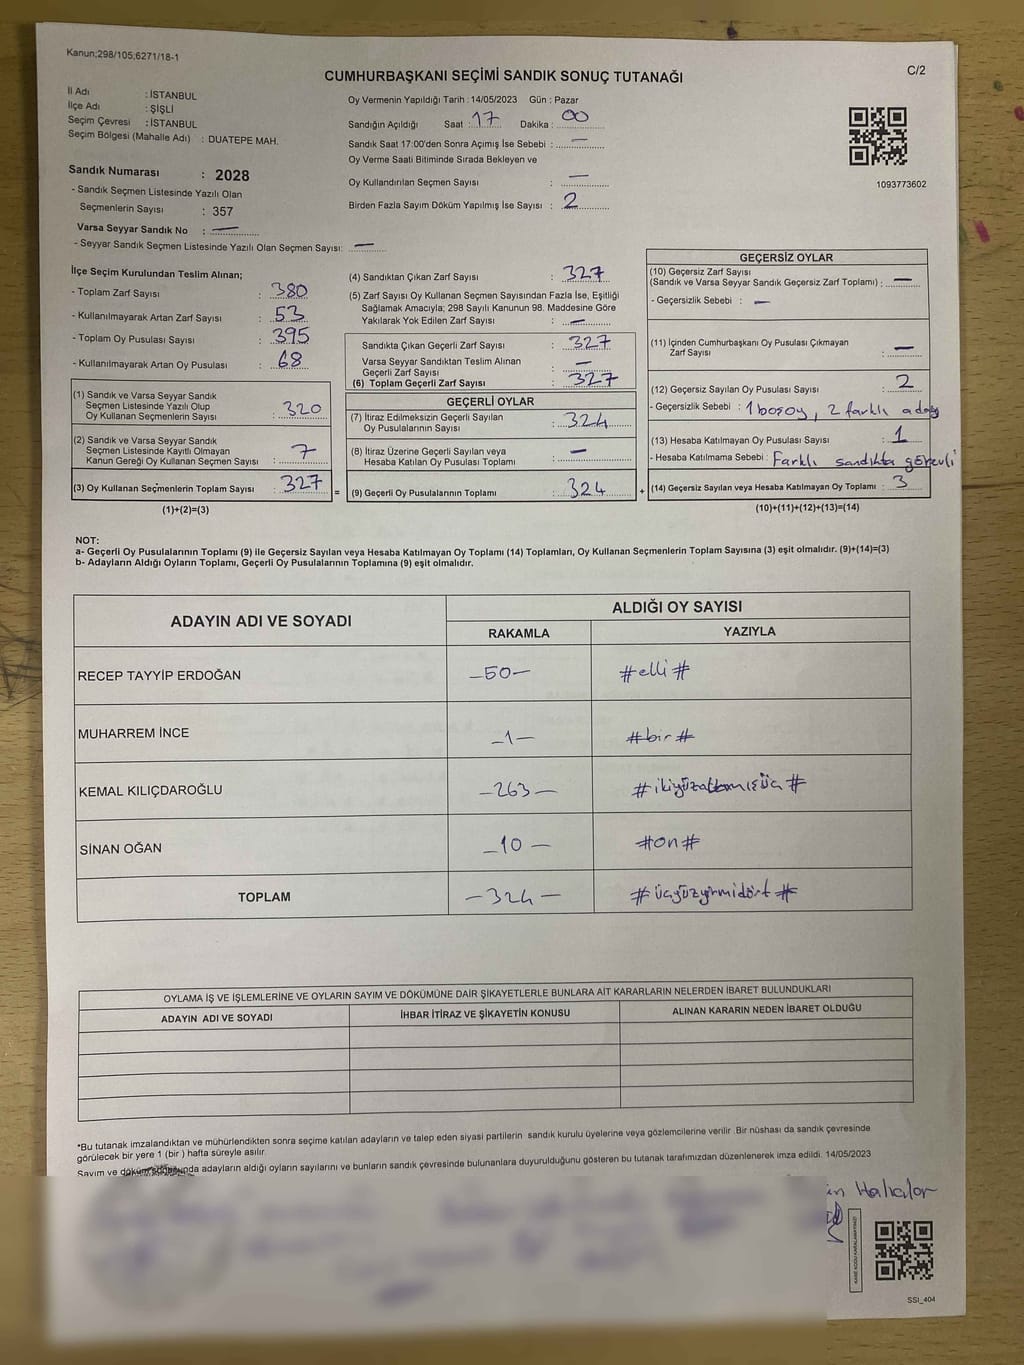 Kanun;298/105;6271/18-1
C/2
CUMHURBAŞKANI SEÇİMİ SANDIK SONUÇ TUTANAĞI
İl Adı : İSTANBUL
İlçe Adı : ŞİŞLİ
Seçim Çevresi : İSTANBUL
Seçim Bölgesi (Mahalle Adı) : DUATEPE MAH.
Sandık Numarası : 2028
- Sandık Seçmen Listesinde Yazılı Olan
Seçmenlerin Sayısı : 357
Varsa Seyyar Sandık No : —
- Seyyar Sandık Seçmen Listesinde Yazılı Olan Seçmen Sayısı: —
Oy Vermenin Yapıldığı Tarih : 14/05/2023 Gün : Pazar
Sandığın Açıldığı Saat : 17 Dakika : 00
Sandık Saat 17:00'den Sonra Açımış İse Sebebi : —
Oy Verme Saati Bitiminde Sırada Bekleyen ve
Oy Kullandırılan Seçmen Sayısı : —
Birden Fazla Sayım Döküm Yapılmış İse Sayısı : 2
1093773602
İlçe Seçim Kurulundan Teslim Alınan;
- Toplam Zarf Sayısı : 380
- Kullanılmayarak Artan Zarf Sayısı : 53
- Toplam Oy Pusulası Sayısı : 395
- Kullanılmayarak Artan Oy Pusulası : 68
(1) Sandık ve Varsa Seyyar Sandık
Seçmen Listesinde Yazılı Olup
Oy Kullanan Seçmenlerin Sayısı : 320
(2) Sandık ve Varsa Seyyar Sandık
Seçmen Listesinde Kayıtlı Olmayan
Kanun Gereği Oy Kullanan Seçmen Sayısı : 7
(3) Oy Kullanan Seçmenlerin Toplam Sayısı : 327
(1)+(2)=(3)
(4) Sandıktan Çıkan Zarf Sayısı : 327
(5) Zarf Sayısı Oy Kullanan Seçmen Sayısından Fazla İse, Eşitliği
Sağlamak Amacıyla; 298 Sayılı Kanunun 98. Maddesine Göre
Yakılarak Yok Edilen Zarf Sayısı : —
Sandıkta Çıkan Geçerli Zarf Sayısı : 327
Varsa Seyyar Sandıktan Teslim Alınan
Geçerli Zarf Sayısı : —
(6) Toplam Geçerli Zarf Sayısı : 327
GEÇERLİ OYLAR
(7) İtiraz Edilmeksizin Geçerli Sayılan
Oy Pusulalarının Sayısı : 324
(8) İtiraz Üzerine Geçerli Sayılan veya
Hesaba Katılan Oy Pusulası Toplamı : —
= (9) Geçerli Oy Pusulalarının Toplamı : 324 +
GEÇERSİZ OYLAR
(10) Geçersiz Zarf Sayısı
(Sandık ve Varsa Seyyar Sandık Geçersiz Zarf Toplamı) : —
- Geçersizlik Sebebi : —
(11) İçinden Cumhurbaşkanı Oy Pusulası Çıkmayan
Zarf Sayısı : —
(12) Geçersiz Sayılan Oy Pusulası Sayısı : 2
- Geçersizlik Sebebi : 1 boş oy, 2 farklı aday
(13) Hesaba Katılmayan Oy Pusulası Sayısı : 1
- Hesaba Katılmama Sebebi : Farklı sandıkta görevli
(14) Geçersiz Sayılan veya Hesaba Katılmayan Oy Toplamı : 3
(10)+(11)+(12)+(13)=(14)
NOT:
a- Geçerli Oy Pusulalarının Toplamı (9) ile Geçersiz Sayılan veya Hesaba Katılmayan Oy Toplamı (14) Toplamları, Oy Kullanan Seçmenlerin Toplam Sayısına (3) eşit olmalıdır. (9)+(14)=(3)
b- Adayların Aldığı Oyların Toplamı, Geçerli Oy Pusulalarının Toplamına (9) eşit olmalıdır.
ADAYIN ADI VE SOYADI
ALDIĞI OY SAYISI
RAKAMLA YAZIYLA
RECEP TAYYİP ERDOĞAN -50- #elli#
MUHARREM İNCE -1- #bir#
KEMAL KILIÇDAROĞLU -263- #ikiyüzaltmışüç#
SİNAN OĞAN -10- #on#
TOPLAM -324- #üçyüzyirmidört#
OYLAMA İŞ VE İŞLEMLERİNE VE OYLARIN SAYIM VE DÖKÜMÜNE DAİR ŞİKAYETLERLE BUNLARA AİT KARARLARIN NELERDEN İBARET BULUNDUKLARI
ADAYIN ADI VE SOYADI İHBAR İTİRAZ VE ŞİKAYETİN KONUSU ALINAN KARARIN NEDEN İBARET OLDUĞU
*Bu tutanak imzalandıktan ve mühürlendikten sonra seçime katılan adayların ve talep eden siyasi partilerin sandık kurulu üyelerine veya gözlemcilerine verilir .Bir nüshası da sandık çevresinde
görülecek bir yere 1 (bir ) hafta süreyle asılır.
Sayım ve döküm sonunda adayların aldığı oyların sayılarını ve bunların sandık çevresinde bulunanlara duyurulduğunu gösteren bu tutanak tarafımızdan düzenlenerek imza edildi. 14/05/2023
SSI_404